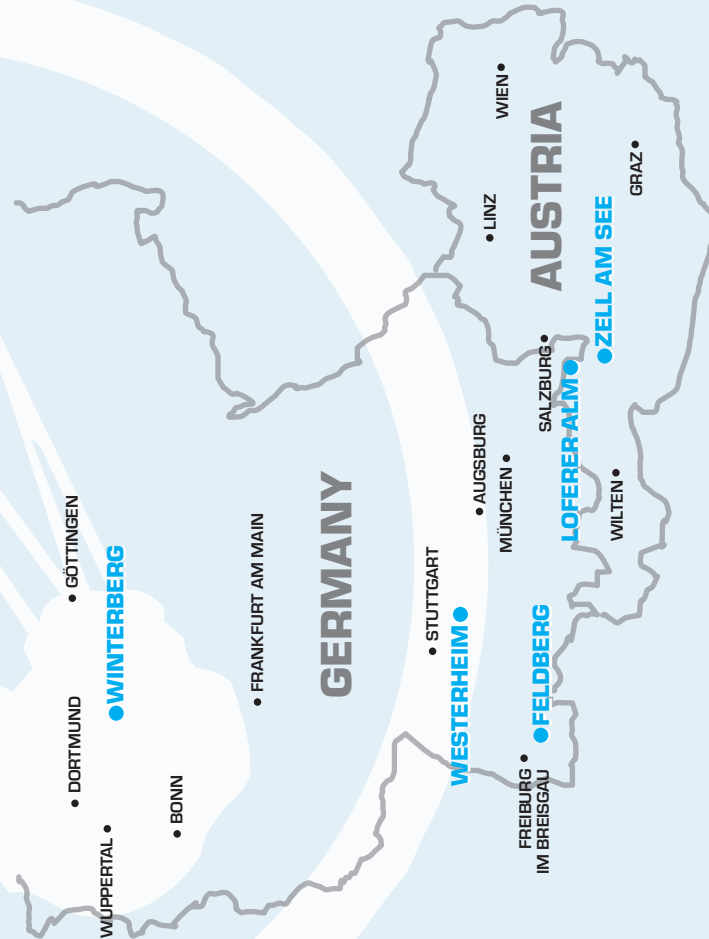 GÖTTINGEN
DORTMUND
WINTERBERG
WUPPERTAL
BONN
FRANKFURT AM MAIN
GERMANY
STUTTGART
WESTERHEIM
AUGSBURG
LINZ
WIEN
MÜNCHEN
FREIBURG
IM BREISGAU
FELDBERG
SALZBURG
AUSTRIA
LOFERER ALM
ZELL AM SEE
WILTEN
GRAZ